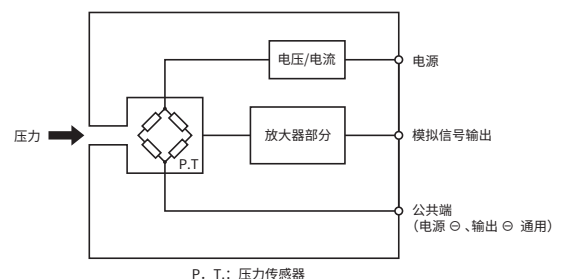 电压/电流
电源
压力
放大器部分
模拟信号输出
P.T
公共端
（电源 ⊖ 、输出 ⊖ 通用）
P．T.：压力传感器